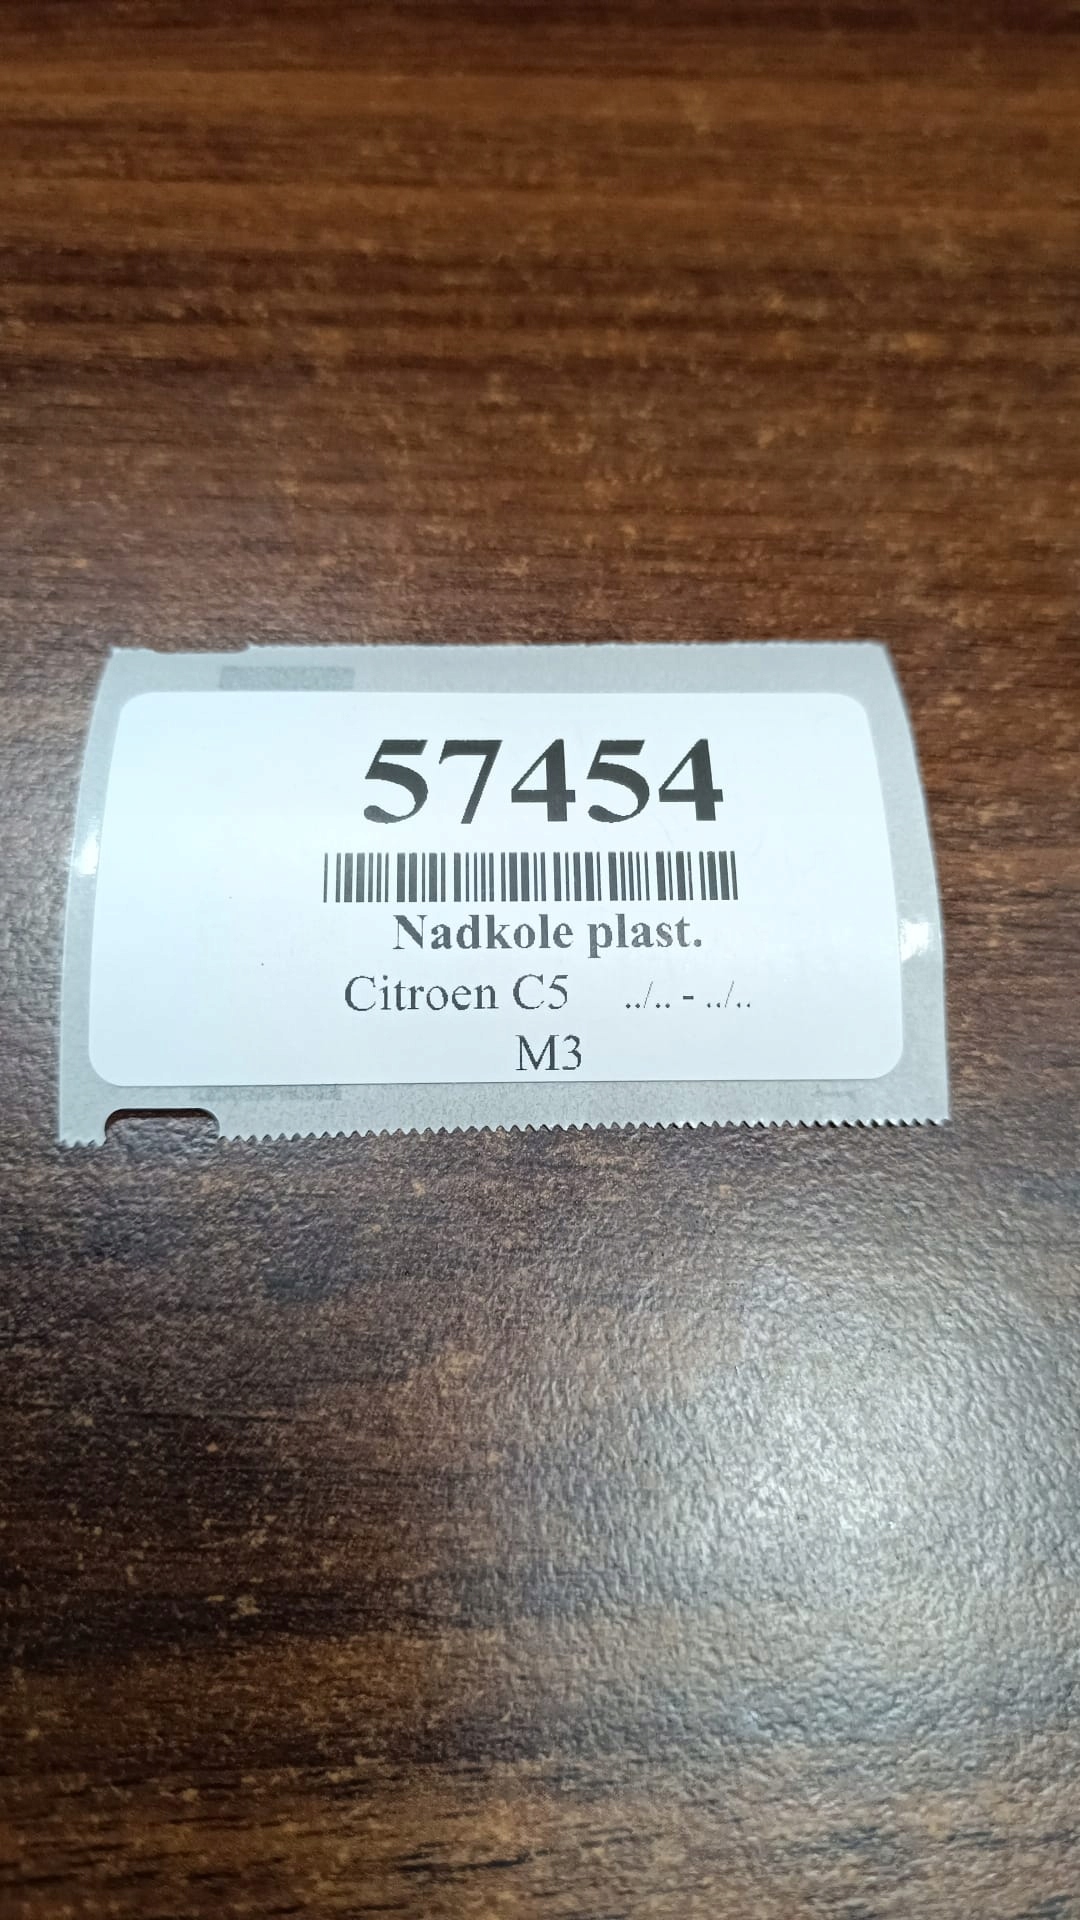 57454
Nadkole plast.
Citroen C5 ../.. - ../..
M3